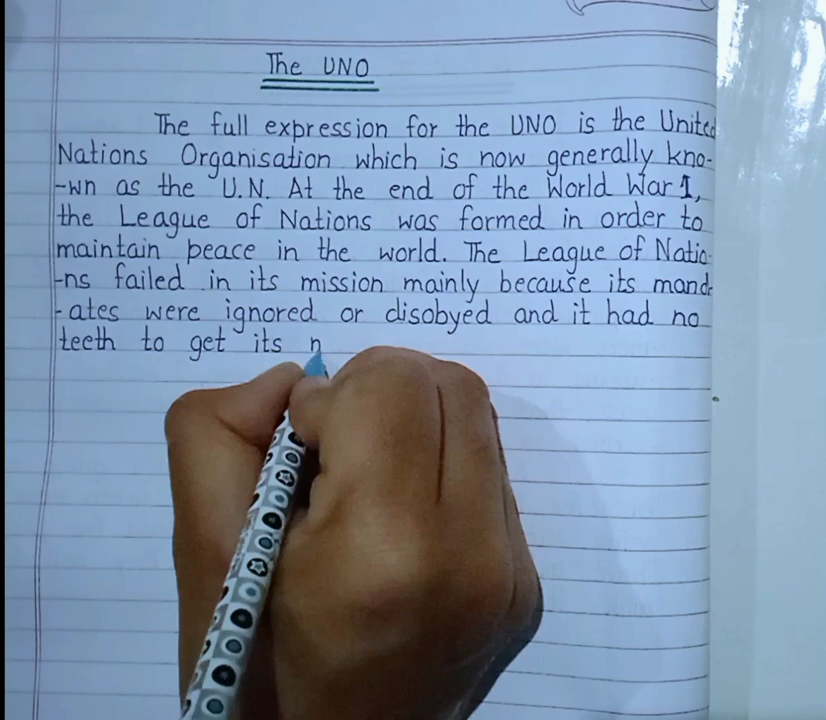 The UNO
The full expression for the UNO is the United
Nations Organisation which is now generally kno-
-wn as the U.N. At the end of the World War 1,
the League of Nations was formed in order to
maintain peace in the world. The League of Natio-
-ns failed in its mission mainly because its mand-
-ates were ignored or disobyed and it had no
teeth to get its n